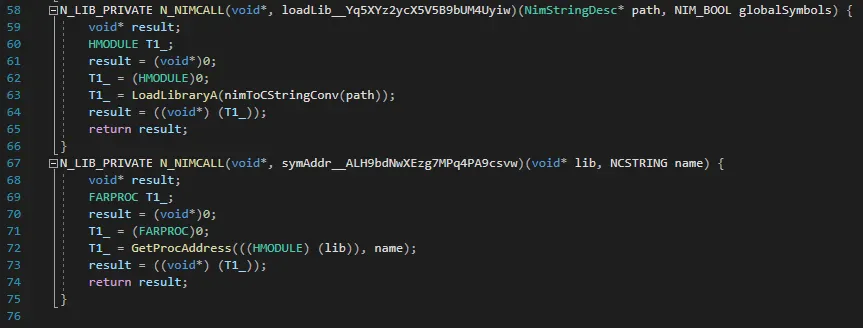 58 N_LIB_PRIVATE N_NIMCALL(void*, loadLib__Yq5XYz2ycX5V5B9bUM4Uyiw)(NimStringDesc* path, NIM_BOOL globalSymbols) {
59 void* result;
60 HMODULE T1_;
61 result = (void*)0;
62 T1_ = (HMODULE)0;
63 T1_ = LoadLibraryA(nimToCStringConv(path));
64 result = ((void*) (T1_));
65 return result;
66 }
67 N_LIB_PRIVATE N_NIMCALL(void*, symAddr__ALH9bdNwXEzg7MPq4PA9csvw)(void* lib, NCSTRING name) {
68 void* result;
69 FARPROC T1_;
70 result = (void*)0;
71 T1_ = (FARPROC)0;
72 T1_ = GetProcAddress(((HMODULE) (lib)), name);
73 result = ((void*) (T1_));
74 return result;
75 }
76